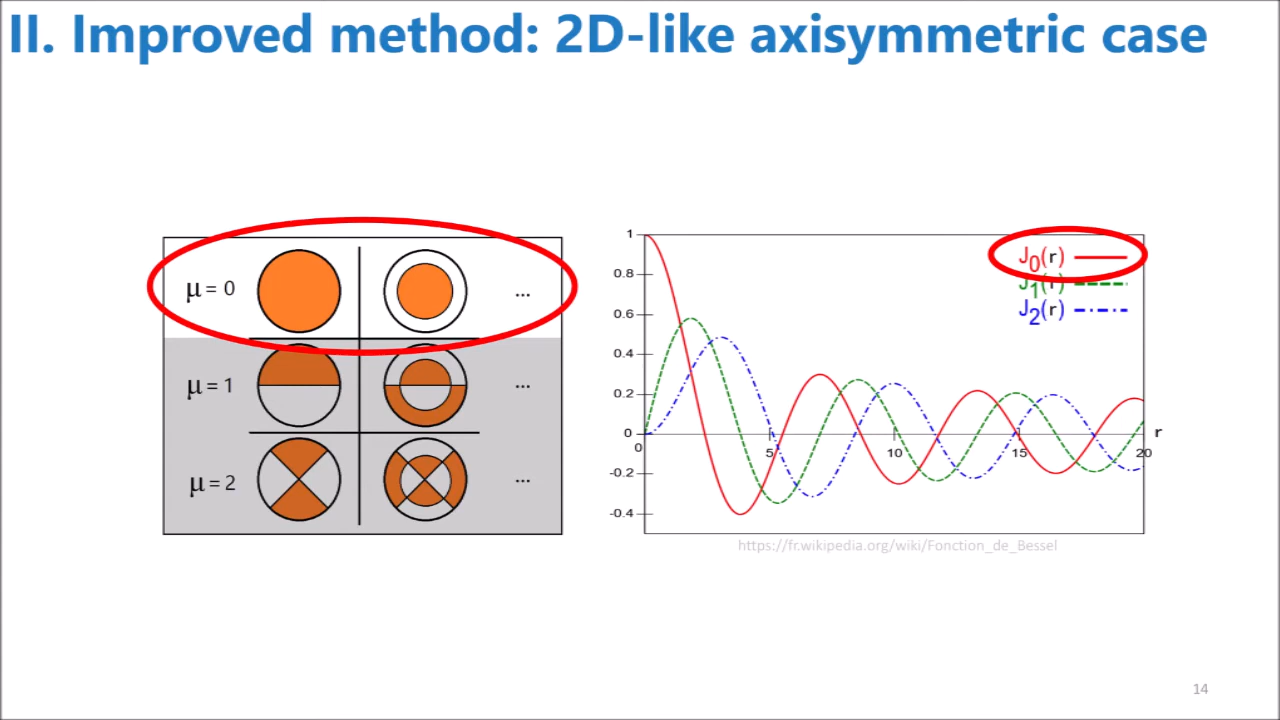 II. Improved method: 2D-like axisymmetric case
μ = 0
...
μ = 1
...
μ = 2
...
1
0.8
0.6
0.4
0.2
0
-0.2
-0.4
0
5
10
15
20
r
J0(r)
J1(r)
J2(r)
https://fr.wikipedia.org/wiki/Fonction_de_Bessel
14